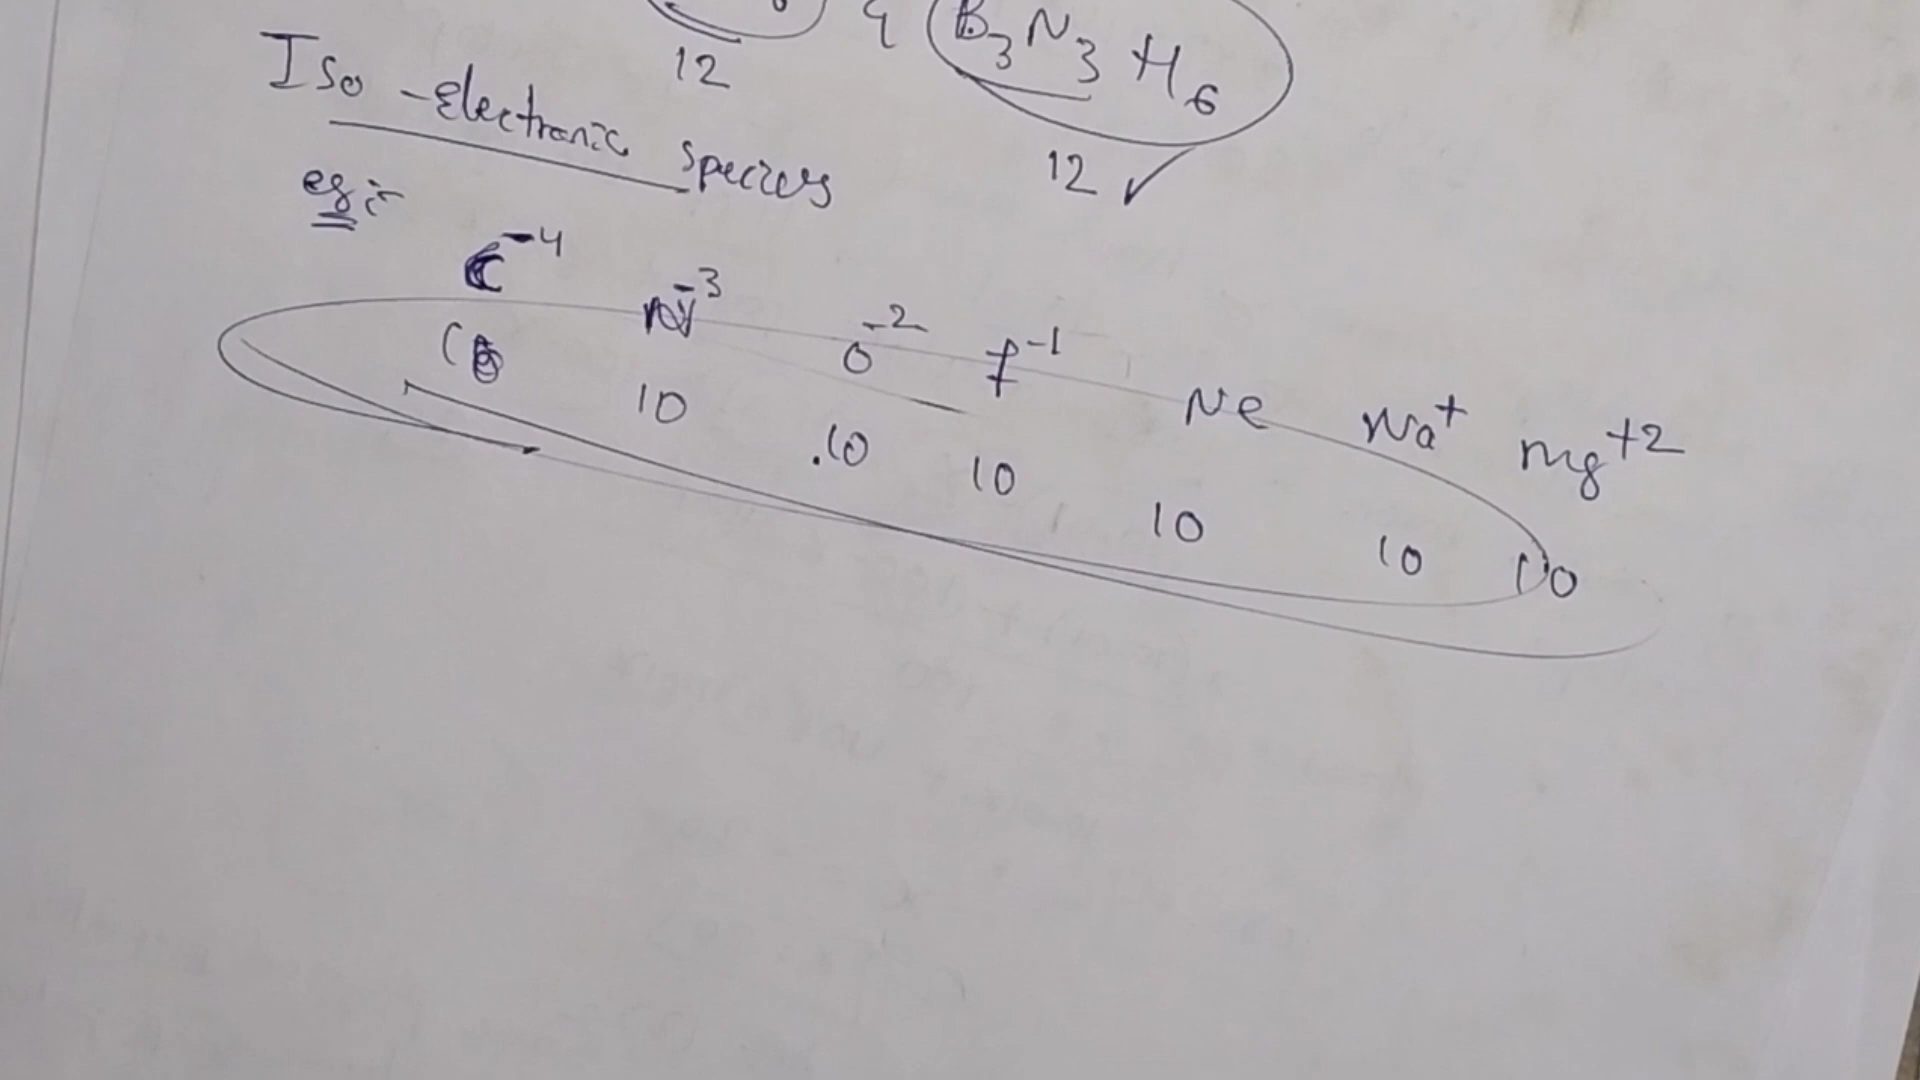 & B₃N₃H₆
12 12 ✓
Iso-Electronic species
eg:-
C⁻⁴ N⁻³ O⁻² F⁻¹ Ne Na⁺ Mg⁺²
10 10 10 10 10 10 10